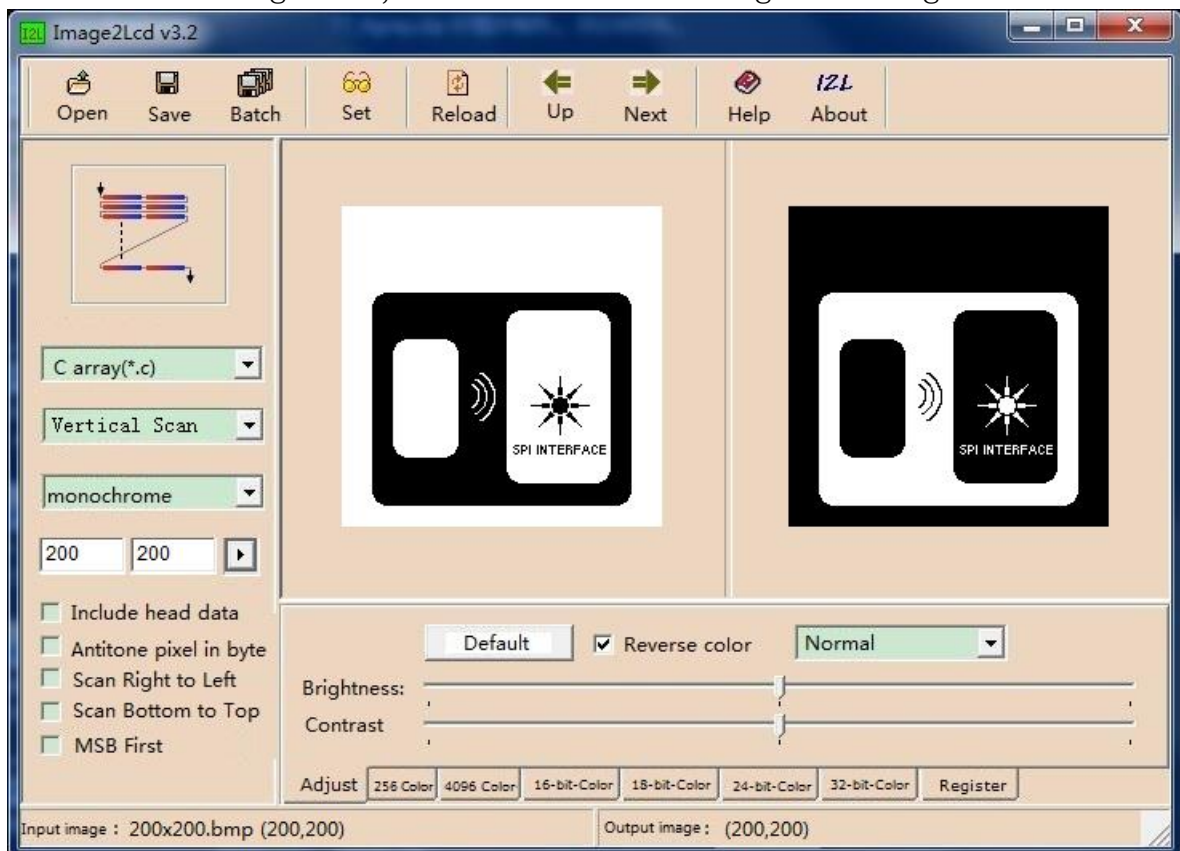 I2L Image2Lcd v3.2
Open Save Batch Set Reload Up Next Help I2L About
C array(*.c)
Vertical Scan
monochrome
200 200
Include head data
Antitone pixel in byte
Scan Right to Left
Scan Bottom to Top
MSB First
SPI INTERFACE
SPI INTERFACE
Default Reverse color Normal
Brightness:
Contrast
Adjust 256 Color 4096 Color 16-bit-Color 18-bit-Color 24-bit-Color 32-bit-Color Register
Input image : 200x200.bmp (200,200)
Output image : (200,200)